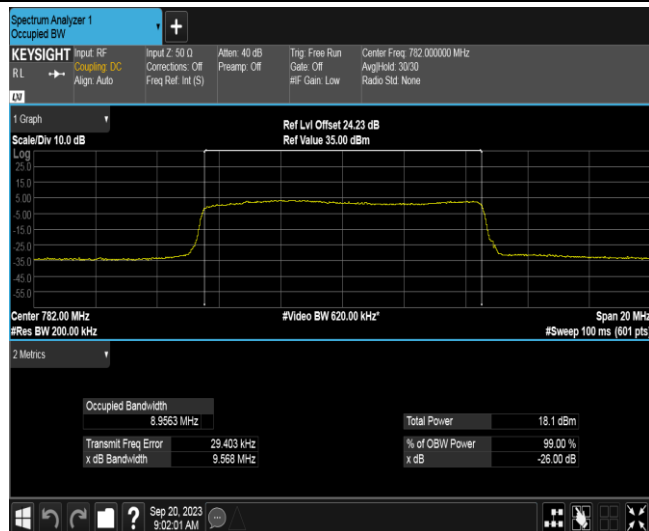 Spectrum Analyzer 1
Occupied BW
+
KEYSIGHT Input: RF Input Z: 50 Ω Atten: 40 dB Trig: Free Run Center Freq: 782.000000 MHz
RL Coupling: DC Corrections: Off Preamp: Off Gate: Off Avg|Hold: 30/30
Align: Auto Freq Ref: Int (S) #IF Gain: Low Radio Std: None
1 Graph
Ref Lvl Offset 24.23 dB
Scale/Div 10.0 dB Ref Value 35.00 dBm
Log
25.0
15.0
5.00
-5.00
-15.0
-25.0
-35.0
-45.0
-55.0
Center 782.00 MHz #Video BW 620.00 kHz* Span 20 MHz
#Res BW 200.00 kHz #Sweep 100 ms (601 pts)
2 Metrics
Occupied Bandwidth
8.9563 MHz Total Power 18.1 dBm
Transmit Freq Error 29.403 kHz % of OBW Power 99.00 %
x dB Bandwidth 9.568 MHz x dB -26.00 dB
? Sep 20, 2023
9:02:01 AM